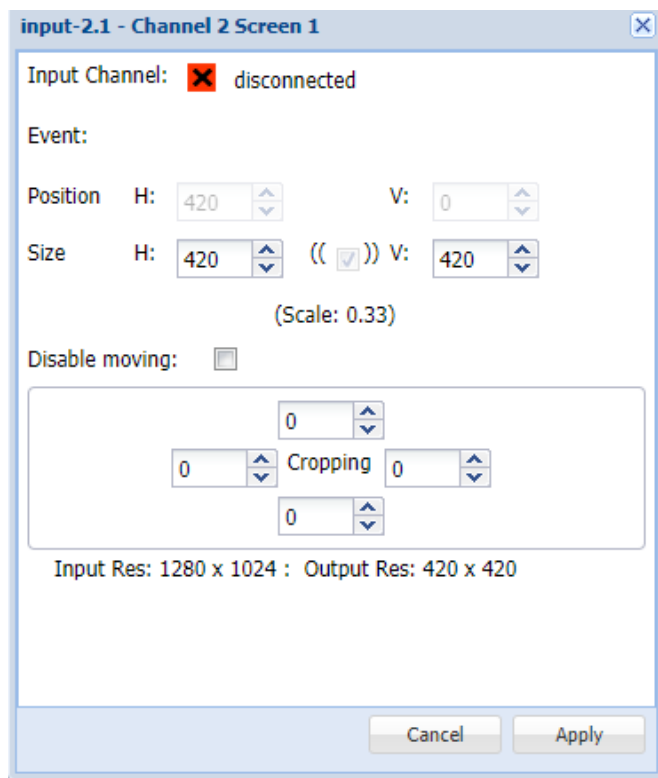 input-2.1 - Channel 2 Screen 1
Input Channel: disconnected
Event:
Position H: 420 V: 0
Size H: 420 (( )) V: 420
(Scale: 0.33)
Disable moving:
0
0 Cropping 0
0
Input Res: 1280 x 1024 : Output Res: 420 x 420
Cancel Apply